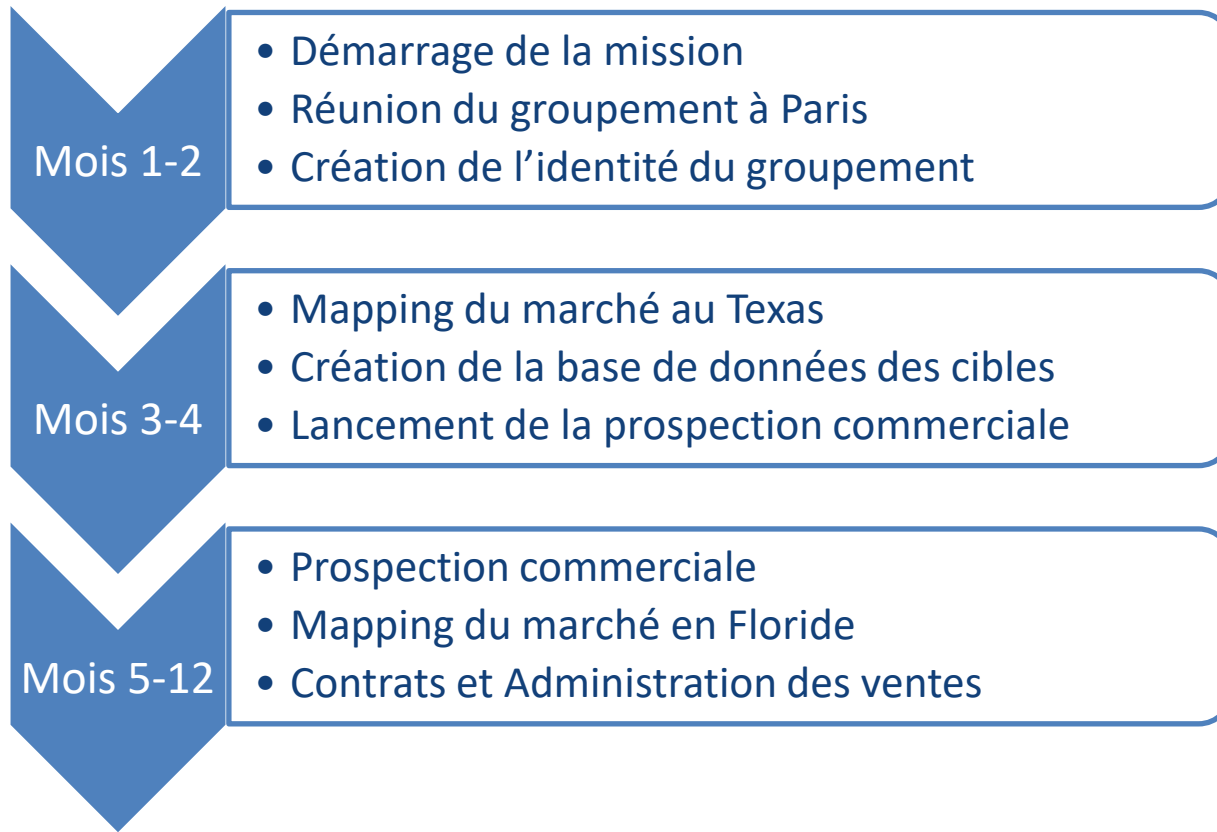 Mois 1-2
• Démarrage de la mission
• Réunion du groupement à Paris
• Création de l’identité du groupement
Mois 3-4
• Mapping du marché au Texas
• Création de la base de données des cibles
• Lancement de la prospection commerciale
Mois 5-12
• Prospection commerciale
• Mapping du marché en Floride
• Contrats et Administration des ventes